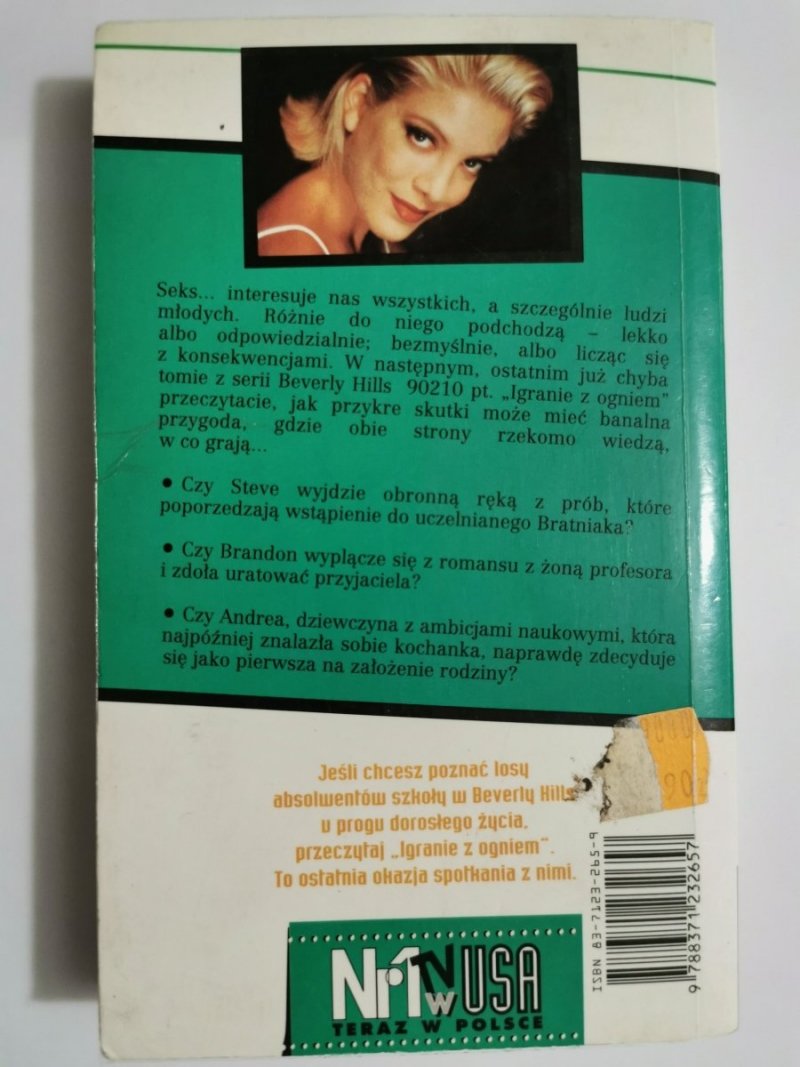 Seks... interesuje nas wszystkich, a szczególnie ludzi
młodych. Różnie do niego podchodzą – lekko
albo odpowiedzialnie; bezmyślnie, albo licząc się
z konsekwencjami. W następnym, ostatnim już chyba
tomie z serii Beverly Hills 90210 pt. „Igranie z ogniem”
przeczytacie, jak przykre skutki może mieć banalna
przygoda, gdzie obie strony rzekomo wiedzą,
w co grają...
• Czy Steve wyjdzie obronną ręką z prób, które
poporzedzają wstąpienie do uczelnianego Bratniaka?
• Czy Brandon wyplącze się z romansu z żoną profesora
i zdoła uratować przyjaciela?
• Czy Andrea, dziewczyna z ambicjami naukowymi, która
najpóźniej znalazła sobie kochanka, naprawdę zdecyduje
się jako pierwsza na założenie rodziny?
Jeśli chcesz poznać losy
absolwentów szkoły w Beverly Hills
u progu dorosłego życia,
przeczytaj „Igranie z ogniem”.
To ostatnia okazja spotkania z nimi.
ISBN 83-7123-265-9
9 788371 232657
Nr1 TV w USA
TERAZ W POLSCE